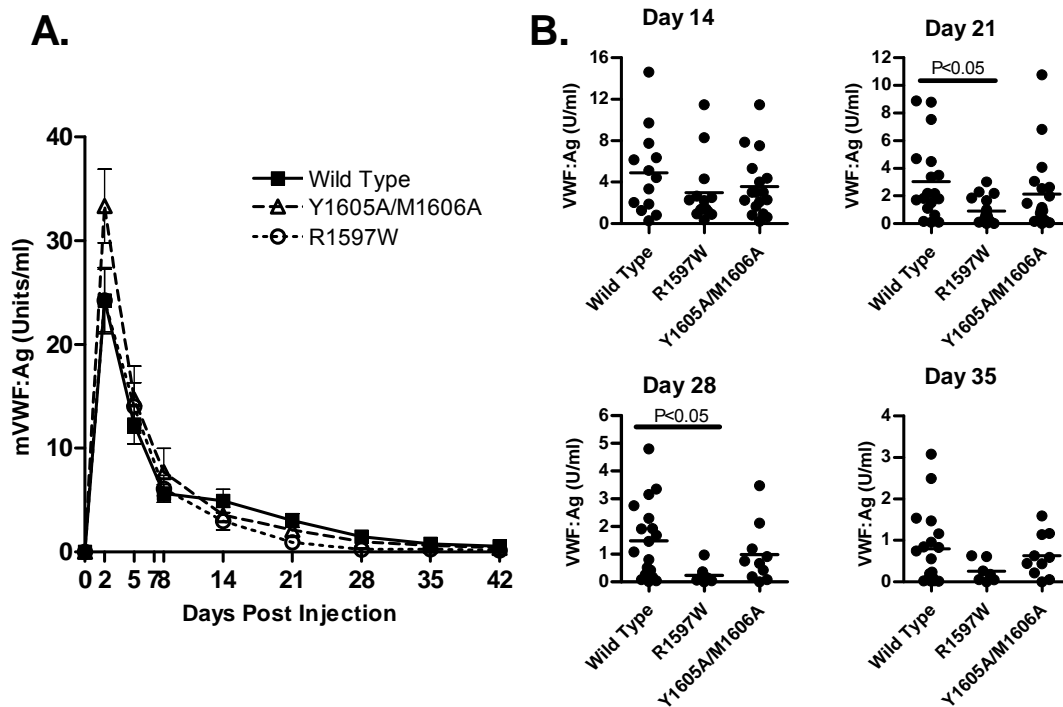 A.
mVWF:Ag (Units/ml)
40
30
20
10
0
Wild Type
Y1605A/M1606A
R1597W
0 2 5 7 8 14 21 28 35 42
Days Post Injection
B.
Day 14
VWF:Ag (U/ml)
16
12
8
4
0
Wild Type
R1597W
Y1605A/M1606A
Day 21
P<0.05
VWF:Ag (U/ml)
12
10
8
6
4
2
0
Wild Type
R1597W
Y1605A/M1606A
Day 28
P<0.05
VWF:Ag (U/ml)
6
5
4
3
2
1
0
Wild Type
R1597W
Y1605A/M1606A
Day 35
VWF:Ag (U/ml)
4
3
2
1
0
Wild Type
R1597W
Y1605A/M1606A